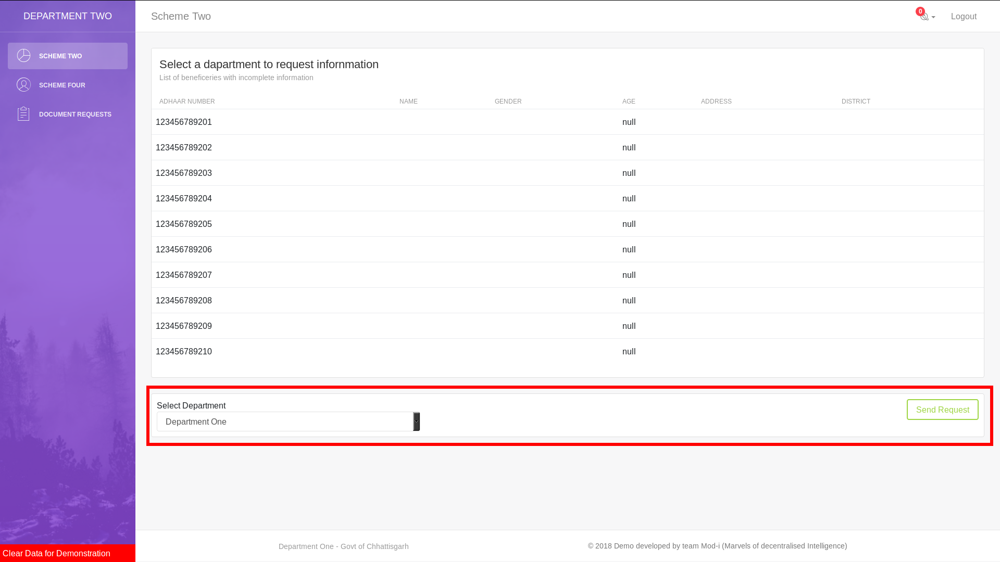 DEPARTMENT TWO
Scheme Two
0
Logout
SCHEME TWO
SCHEME FOUR
DOCUMENT REQUESTS
Select a dapartment to request infornmation
List of beneficeries with incomplete information
ADHAAR NUMBER NAME GENDER AGE ADDRESS DISTRICT
123456789201 null
123456789202 null
123456789203 null
123456789204 null
123456789205 null
123456789206 null
123456789207 null
123456789208 null
123456789209 null
123456789210 null
Select Department
Department One
Send Request
Clear Data for Demonstration
Department One - Govt of Chhattisgarh
© 2018 Demo developed by team Mod-i (Marvels of decentralised Intelligence)